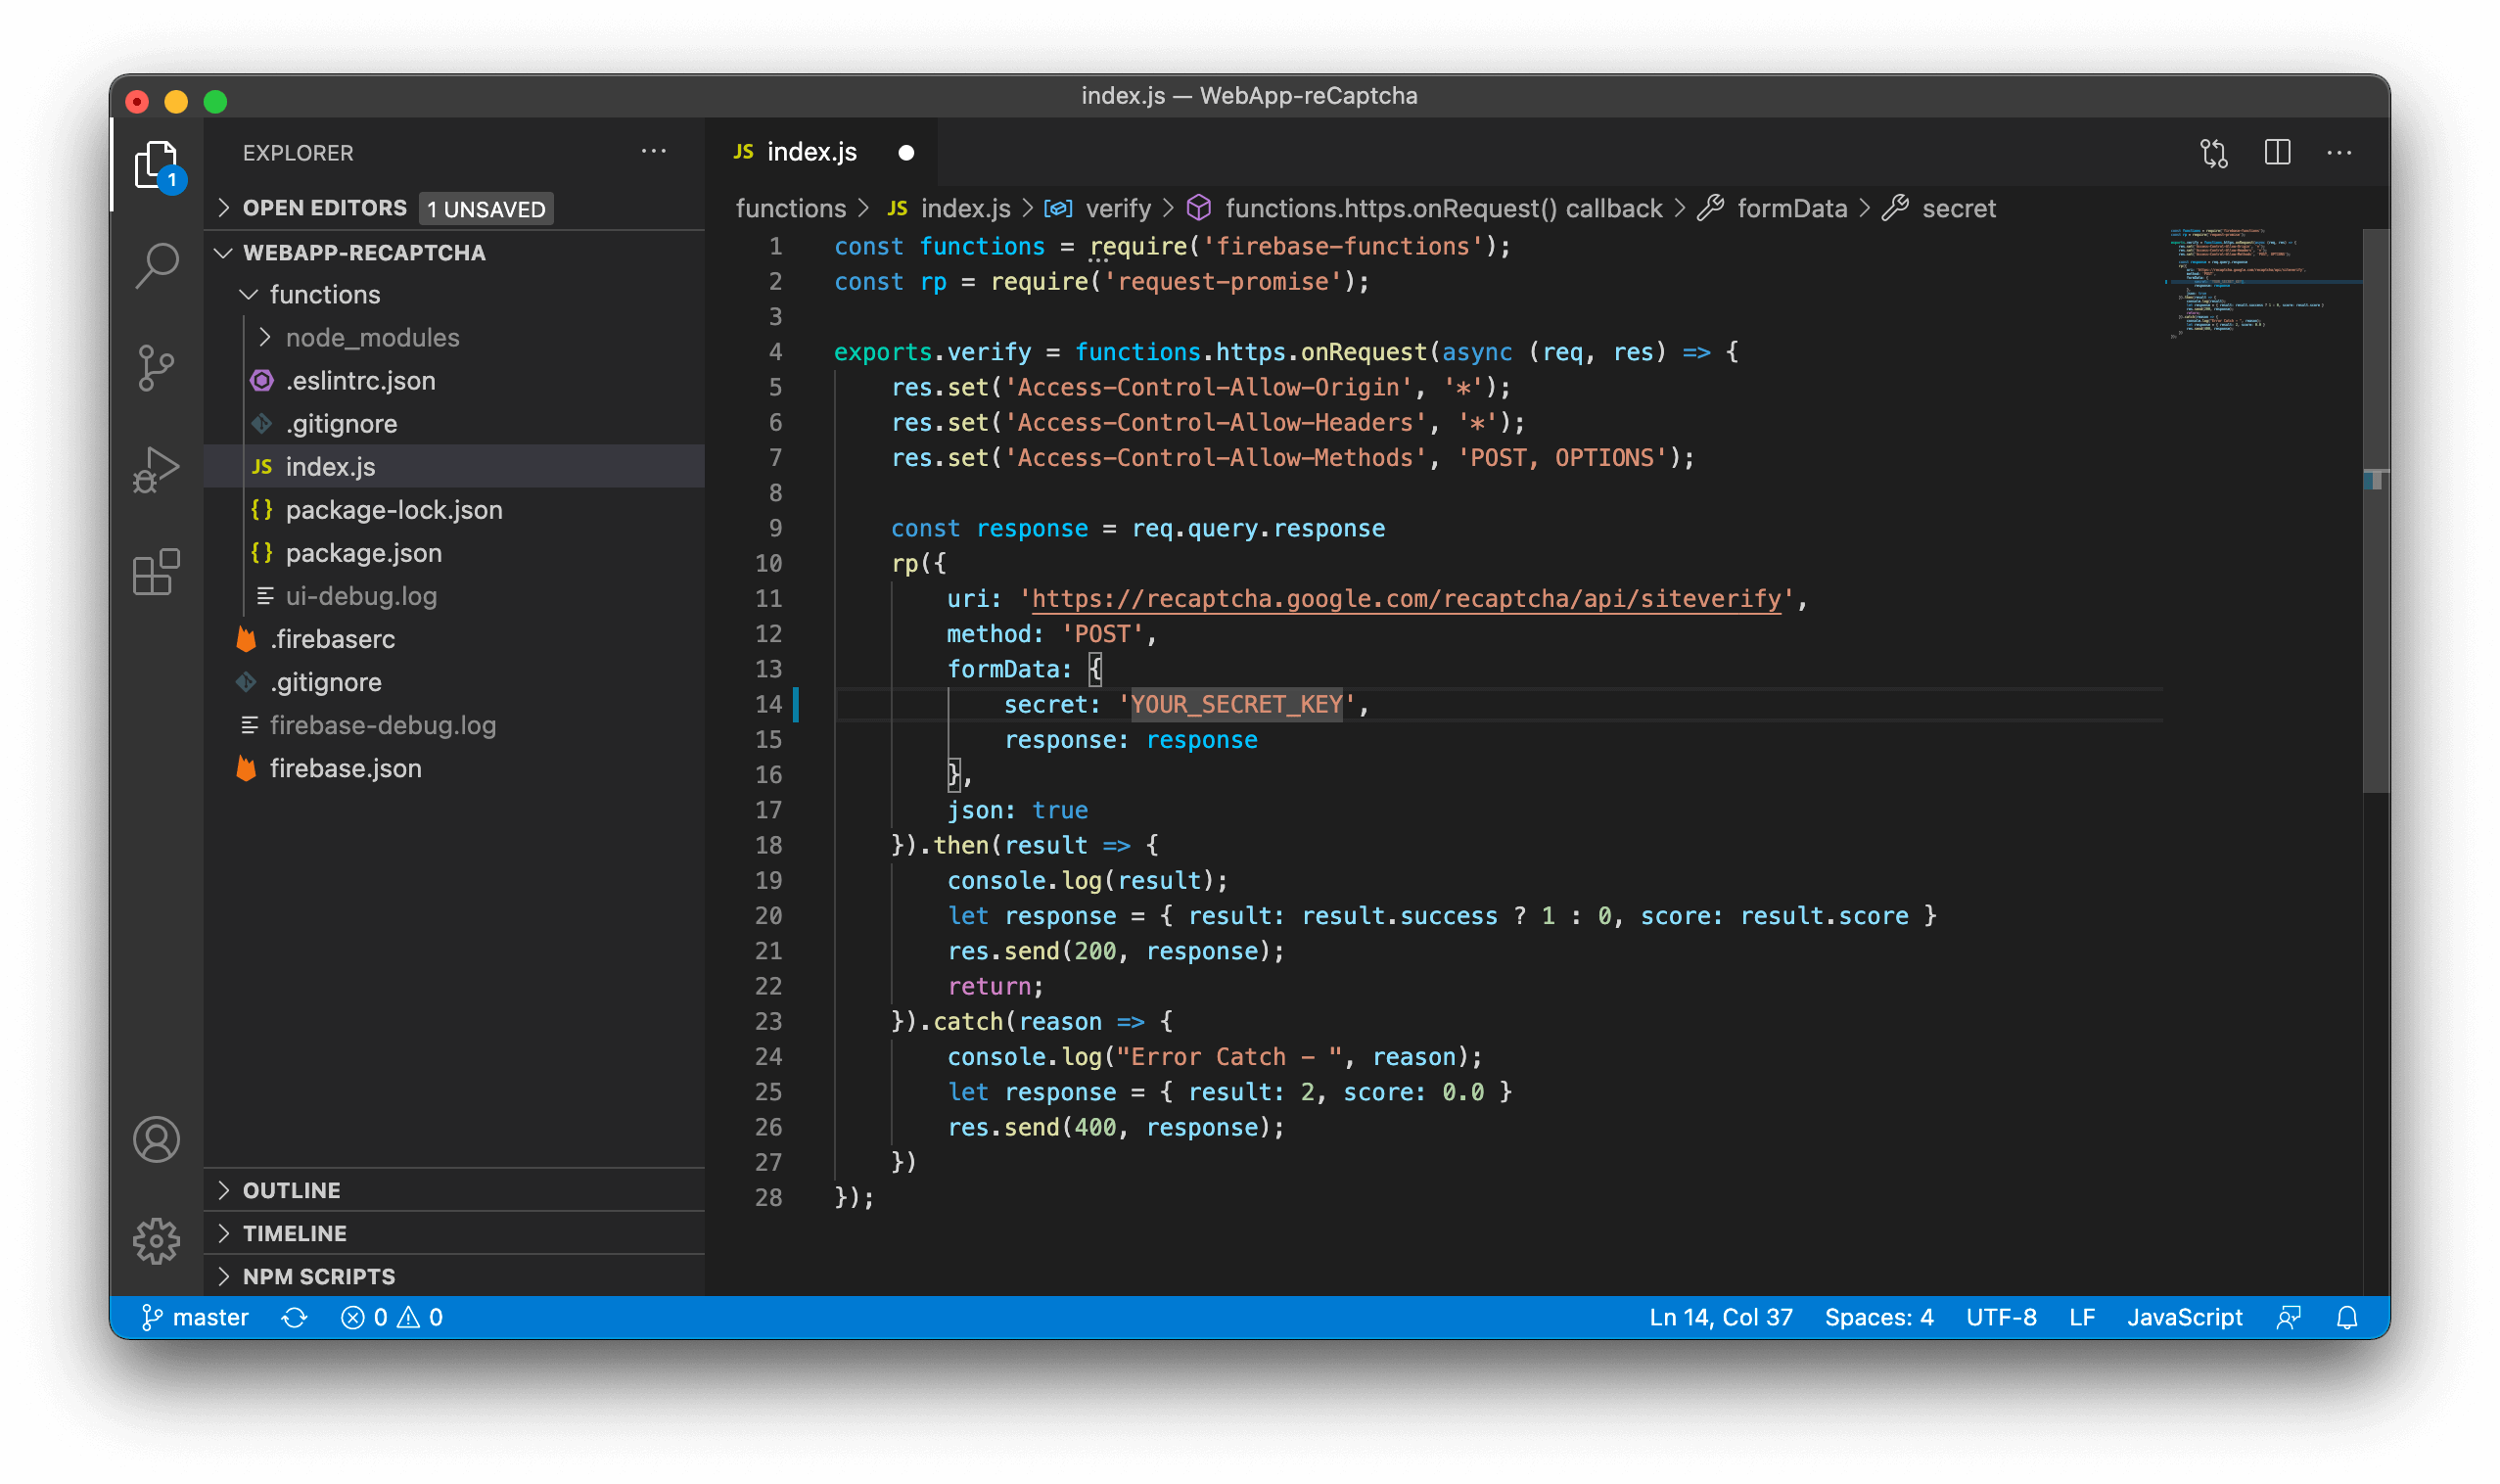 index.js — WebApp-reCaptcha
EXPLORER
1
OPEN EDITORS 1 UNSAVED
WEBAPP-RECAPTCHA
functions
node_modules
.eslintrc.json
.gitignore
JS index.js
{} package-lock.json
{} package.json
ui-debug.log
.firebaserc
.gitignore
firebase-debug.log
firebase.json
OUTLINE
TIMELINE
NPM SCRIPTS
JS index.js
functions > JS index.js > verify > functions.https.onRequest() callback > formData > secret
1 const functions = require('firebase-functions');
2 const rp = require('request-promise');
3
4 exports.verify = functions.https.onRequest(async (req, res) => {
5 res.set('Access-Control-Allow-Origin', '*');
6 res.set('Access-Control-Allow-Headers', '*');
7 res.set('Access-Control-Allow-Methods', 'POST, OPTIONS');
8
9 const response = req.query.response
10 rp({
11 uri: 'https://recaptcha.google.com/recaptcha/api/siteverify',
12 method: 'POST',
13 formData: {
14 secret: 'YOUR_SECRET_KEY',
15 response: response
16 },
17 json: true
18 }).then(result => {
19 console.log(result);
20 let response = { result: result.success ? 1 : 0, score: result.score }
21 res.send(200, response);
22 return;
23 }).catch(reason => {
24 console.log("Error Catch – ", reason);
25 let response = { result: 2, score: 0.0 }
26 res.send(400, response);
27 })
28 });
master 0 0 Ln 14, Col 37 Spaces: 4 UTF-8 LF JavaScript